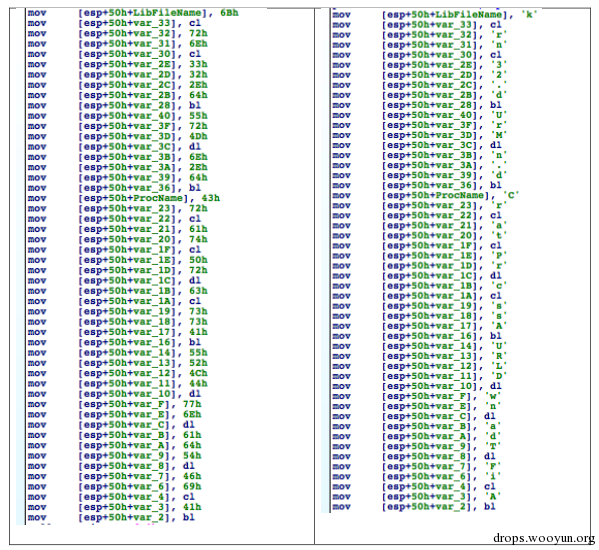 mov [esp+50h+LibFileName], 6Bh
mov [esp+50h+var_33], cl
mov [esp+50h+var_32], 72h
mov [esp+50h+var_31], 6Eh
mov [esp+50h+var_30], cl
mov [esp+50h+var_2E], 33h
mov [esp+50h+var_2D], 32h
mov [esp+50h+var_2C], 2Eh
mov [esp+50h+var_2B], 64h
mov [esp+50h+var_28], bl
mov [esp+50h+var_40], 55h
mov [esp+50h+var_3F], 72h
mov [esp+50h+var_3D], 4Dh
mov [esp+50h+var_3C], dl
mov [esp+50h+var_3B], 6Eh
mov [esp+50h+var_3A], 2Eh
mov [esp+50h+var_39], 64h
mov [esp+50h+var_36], bl
mov [esp+50h+ProcName], 43h
mov [esp+50h+var_23], 72h
mov [esp+50h+var_22], cl
mov [esp+50h+var_21], 61h
mov [esp+50h+var_20], 74h
mov [esp+50h+var_1F], cl
mov [esp+50h+var_1E], 50h
mov [esp+50h+var_1D], 72h
mov [esp+50h+var_1C], dl
mov [esp+50h+var_1B], 63h
mov [esp+50h+var_1A], cl
mov [esp+50h+var_19], 73h
mov [esp+50h+var_18], 73h
mov [esp+50h+var_17], 41h
mov [esp+50h+var_16], bl
mov [esp+50h+var_14], 55h
mov [esp+50h+var_13], 52h
mov [esp+50h+var_12], 4Ch
mov [esp+50h+var_11], 44h
mov [esp+50h+var_10], dl
mov [esp+50h+var_F], 77h
mov [esp+50h+var_E], 6Eh
mov [esp+50h+var_C], dl
mov [esp+50h+var_B], 61h
mov [esp+50h+var_A], 64h
mov [esp+50h+var_9], 54h
mov [esp+50h+var_8], dl
mov [esp+50h+var_7], 46h
mov [esp+50h+var_6], 69h
mov [esp+50h+var_4], cl
mov [esp+50h+var_3], 41h
mov [esp+50h+var_2], bl
mov [esp+50h+LibFileName], 'k'
mov [esp+50h+var_33], cl
mov [esp+50h+var_32], 'r'
mov [esp+50h+var_31], 'n'
mov [esp+50h+var_30], cl
mov [esp+50h+var_2E], '3'
mov [esp+50h+var_2D], '2'
mov [esp+50h+var_2C], '.'
mov [esp+50h+var_2B], 'd'
mov [esp+50h+var_28], bl
mov [esp+50h+var_40], 'U'
mov [esp+50h+var_3F], 'r'
mov [esp+50h+var_3D], 'M'
mov [esp+50h+var_3C], dl
mov [esp+50h+var_3B], 'n'
mov [esp+50h+var_3A], '.'
mov [esp+50h+var_39], 'd'
mov [esp+50h+var_36], bl
mov [esp+50h+ProcName], 'C'
mov [esp+50h+var_23], 'r'
mov [esp+50h+var_22], cl
mov [esp+50h+var_21], 'a'
mov [esp+50h+var_20], 't'
mov [esp+50h+var_1F], cl
mov [esp+50h+var_1E], 'P'
mov [esp+50h+var_1D], 'r'
mov [esp+50h+var_1C], dl
mov [esp+50h+var_1B], 'c'
mov [esp+50h+var_1A], cl
mov [esp+50h+var_19], 's'
mov [esp+50h+var_18], 's'
mov [esp+50h+var_17], 'A'
mov [esp+50h+var_16], bl
mov [esp+50h+var_14], 'U'
mov [esp+50h+var_13], 'R'
mov [esp+50h+var_12], 'L'
mov [esp+50h+var_11], 'D'
mov [esp+50h+var_10], dl
mov [esp+50h+var_F], 'w'
mov [esp+50h+var_E], 'n'
mov [esp+50h+var_C], dl
mov [esp+50h+var_B], 'a'
mov [esp+50h+var_A], 'd'
mov [esp+50h+var_9], 'T'
mov [esp+50h+var_8], dl
mov [esp+50h+var_7], 'F'
mov [esp+50h+var_6], 'i'
mov [esp+50h+var_4], cl
mov [esp+50h+var_3], 'A'
mov [esp+50h+var_2], bl
drops.wooyun.org